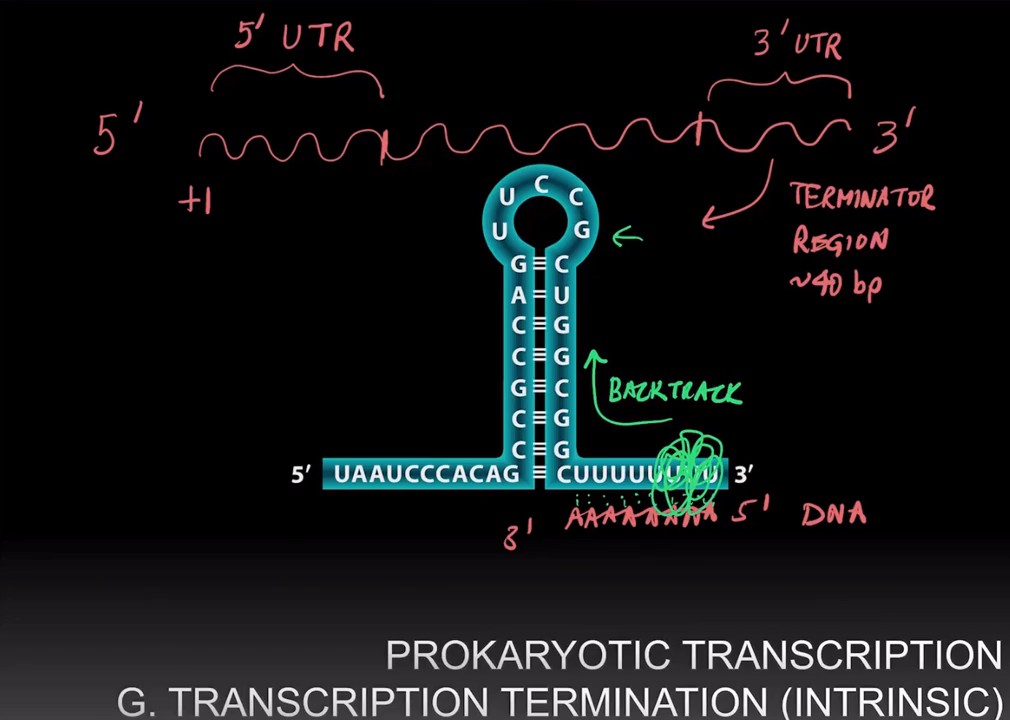 5' UTR
3' UTR
5'
3'
+1
TERMINATOR
REGION
~40 bp
U C C
U G
G≡C
A=U
C≡G
C≡G
G≡C
C≡G
C≡G
BACKTRACK
5' UAAUCCCACAG≡CUUUUU 3'
3' AAAAAAAA 5' DNA
PROKARYOTIC TRANSCRIPTION
G. TRANSCRIPTION TERMINATION (INTRINSIC)